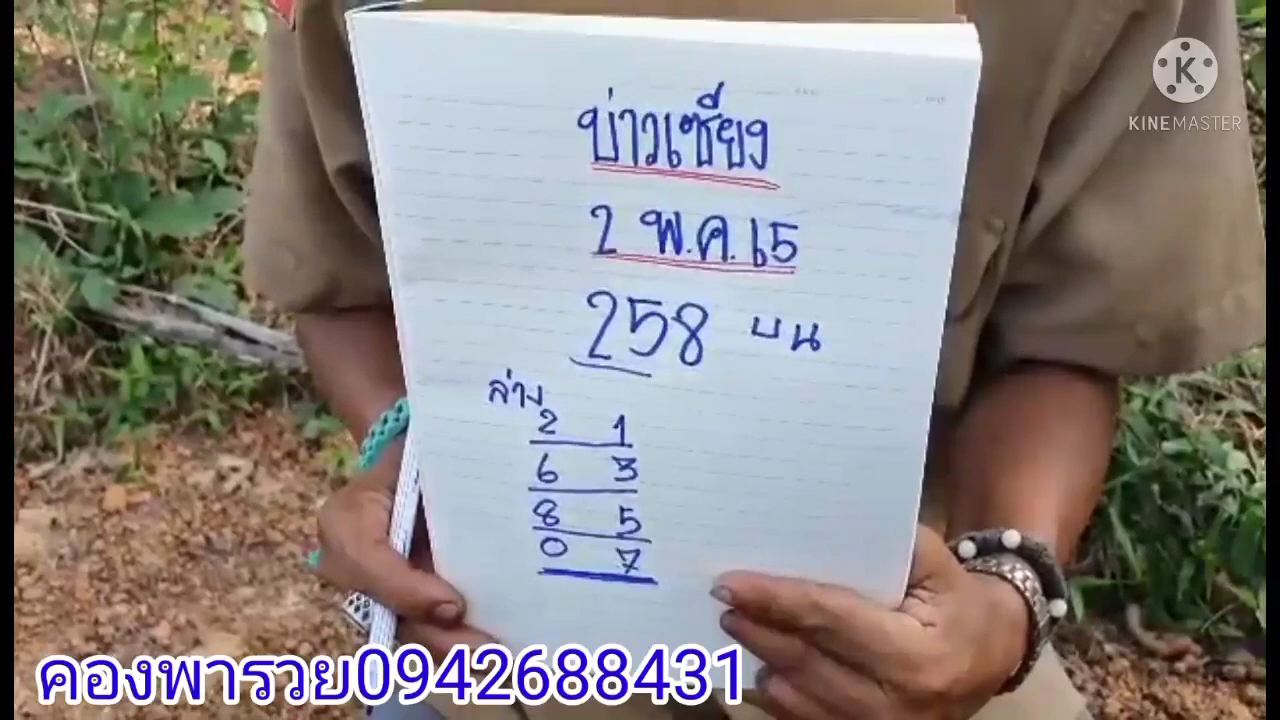 บ่าวเซียง
2 พ.ค. 65
258 บน
ล่าง
2 1
6 3
8 5
0 7
K
KINEMASTER
คองพารวย0942688431